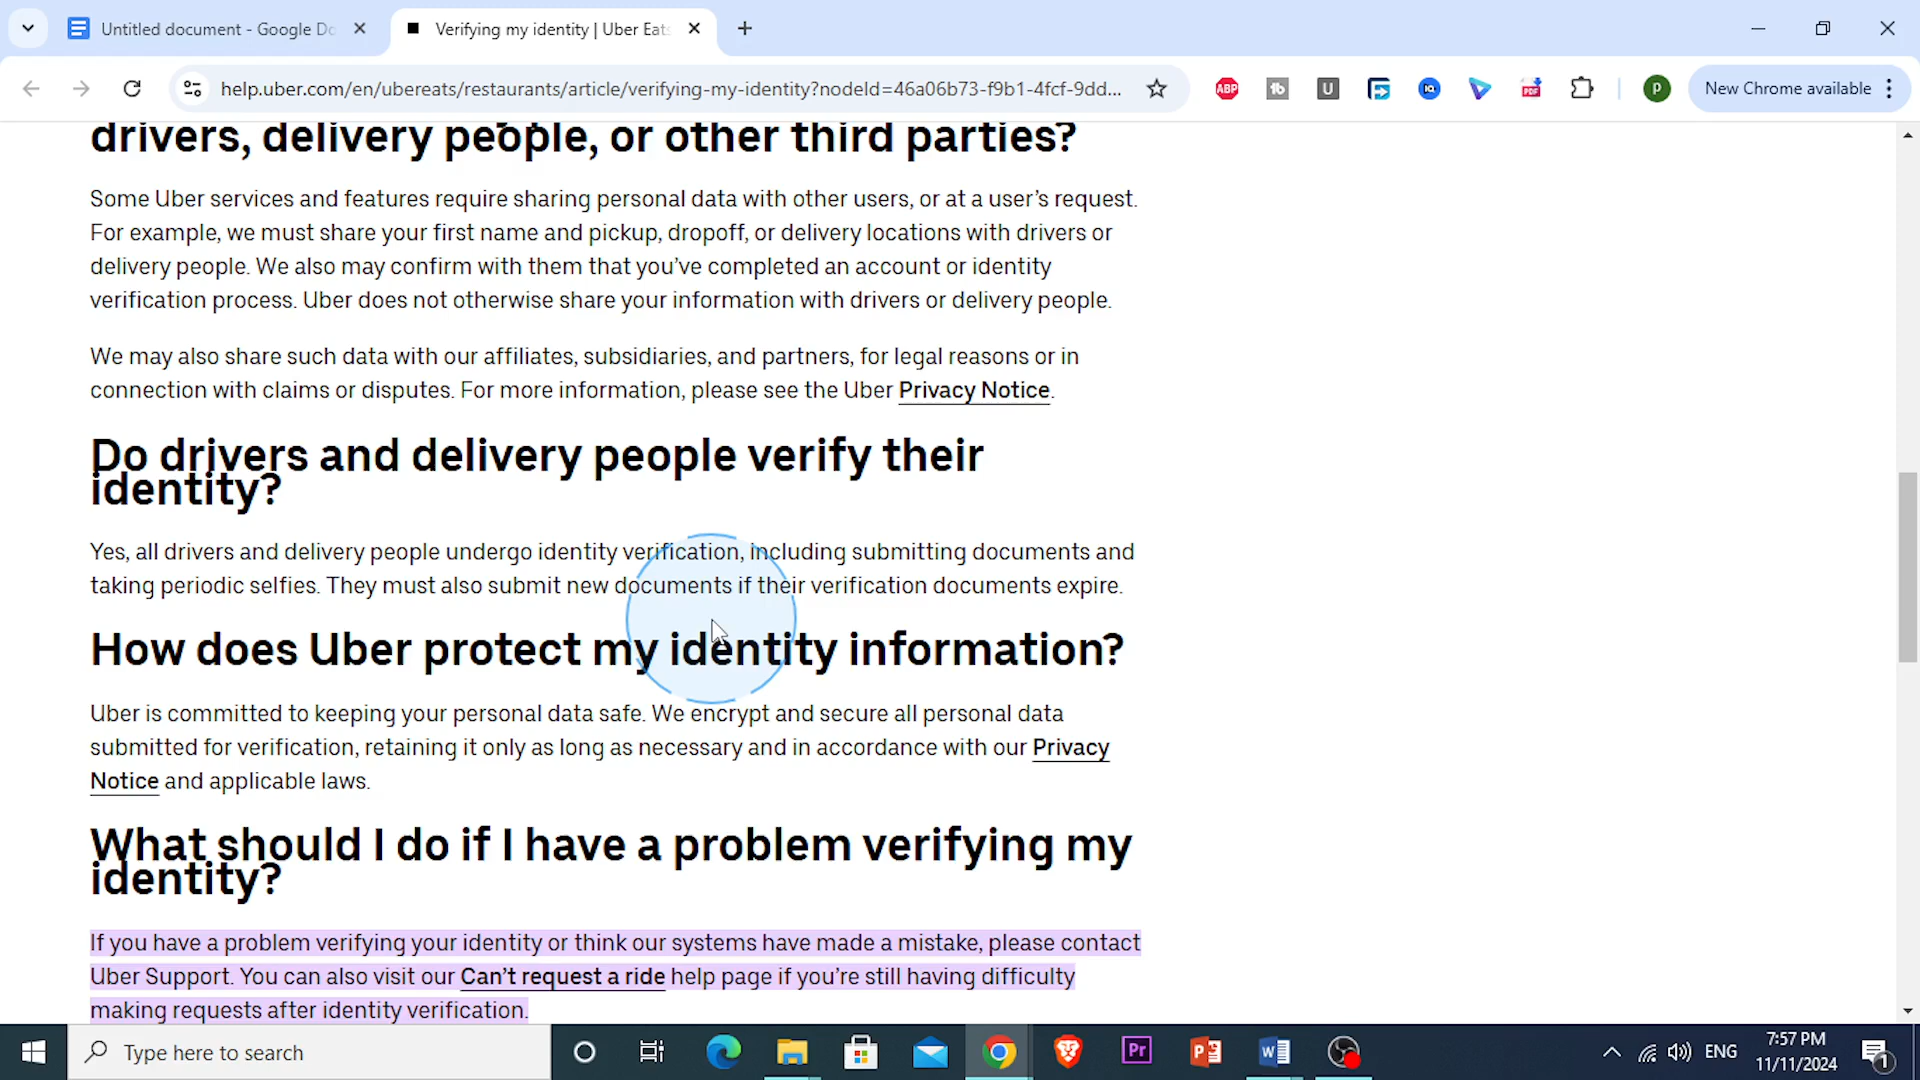 Untitled document - Google Do
Verifying my identity | Uber Eats
help.uber.com/en/ubereats/restaurants/article/verifying-my-identity?nodeId=46a06b73-f9b1-4fcf-9dd...
ABP
tb
U
P
New Chrome available
drivers, delivery people, or other third parties?
Some Uber services and features require sharing personal data with other users, or at a user’s request.
For example, we must share your first name and pickup, dropoff, or delivery locations with drivers or
delivery people. We also may confirm with them that you’ve completed an account or identity
verification process. Uber does not otherwise share your information with drivers or delivery people.
We may also share such data with our affiliates, subsidiaries, and partners, for legal reasons or in
connection with claims or disputes. For more information, please see the Uber Privacy Notice.
Do drivers and delivery people verify their
identity?
Yes, all drivers and delivery people undergo identity verification, including submitting documents and
taking periodic selfies. They must also submit new documents if their verification documents expire.
How does Uber protect my identity information?
Uber is committed to keeping your personal data safe. We encrypt and secure all personal data
submitted for verification, retaining it only as long as necessary and in accordance with our Privacy
Notice and applicable laws.
What should I do if I have a problem verifying my
identity?
If you have a problem verifying your identity or think our systems have made a mistake, please contact
Uber Support. You can also visit our Can’t request a ride help page if you’re still having difficulty
making requests after identity verification.
Type here to search
Pr
P
W
ENG
7:57 PM
11/11/2024
1